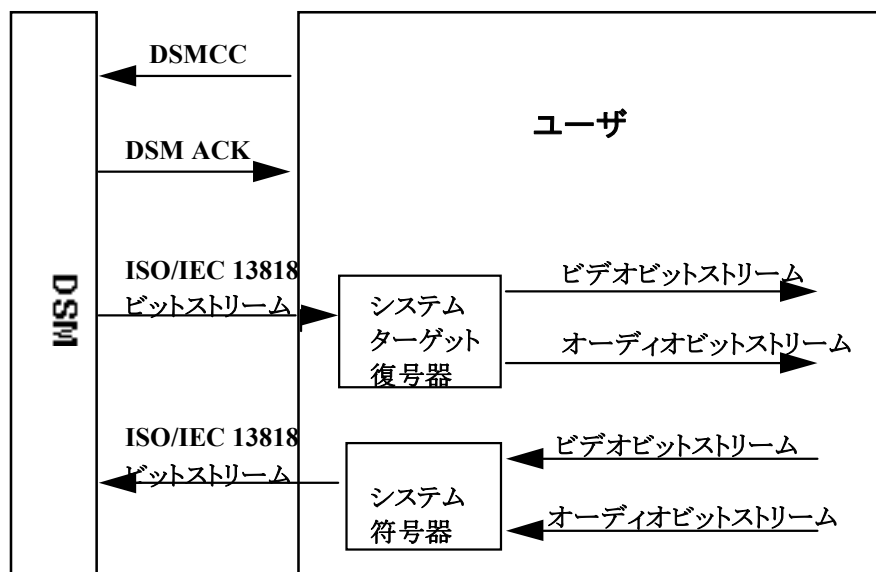 DSMCC
ユーザ
DSM ACK
DSM
ISO/IEC 13818
ビットストリーム
システム
ターゲット
復号器
ビデオビットストリーム
オーディオビットストリーム
ISO/IEC 13818
ビットストリーム
システム
符号器
ビデオビットストリーム
オーディオビットストリーム